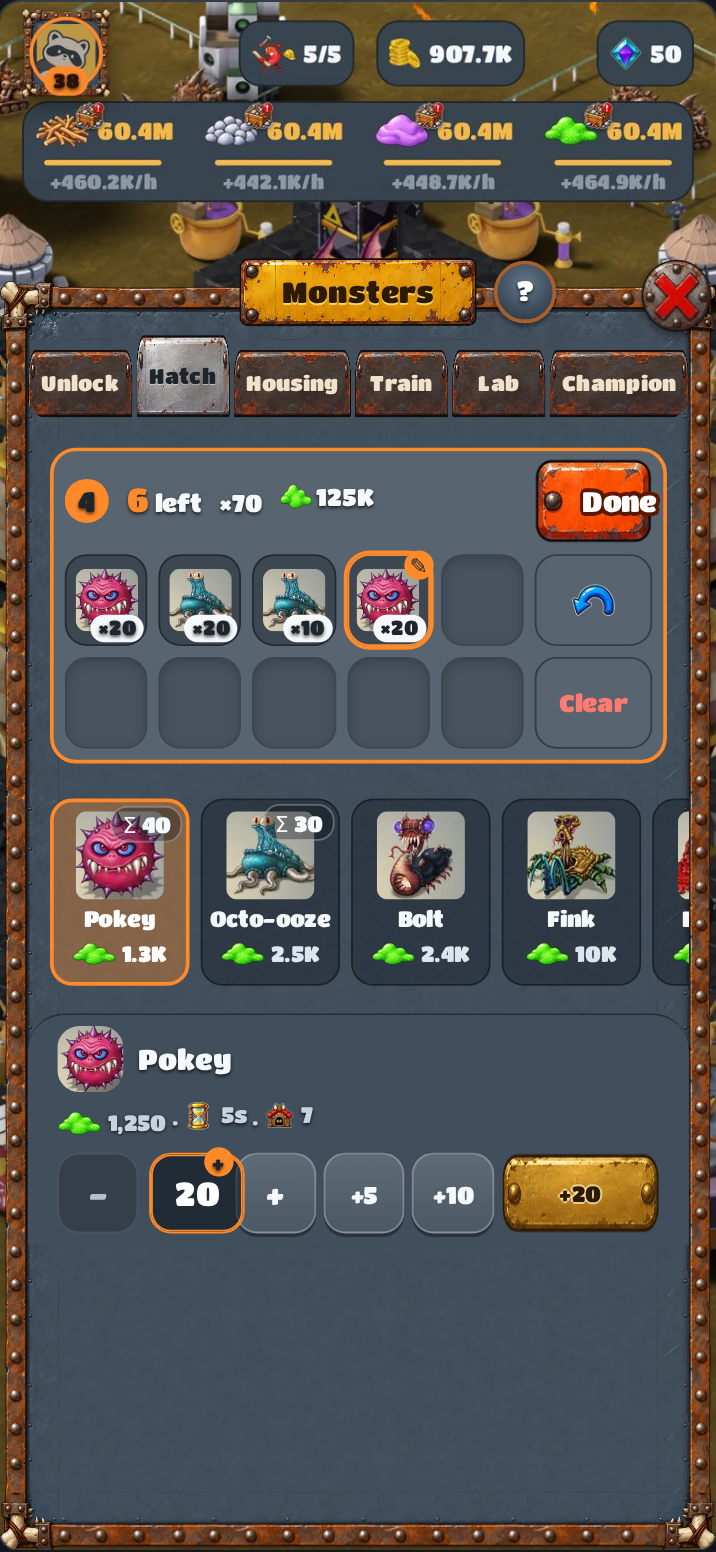 38
5/5
907.7K
50
60.4M
60.4M
60.4M
60.4M
+460.2K/h
+442.1K/h
+448.7K/h
+464.9K/h
Monsters
?
Unlock
Hatch
Housing
Train
Lab
Champion
4
6 left ×70 125K
Done
×20
×20
×10
×20
Clear
Σ 40
Σ 30
Pokey
Octo-ooze
Bolt
Fink
1.3K
2.5K
2.4K
10K
Pokey
1,250 · 5s . 7
-
20
+
+5
+10
+20